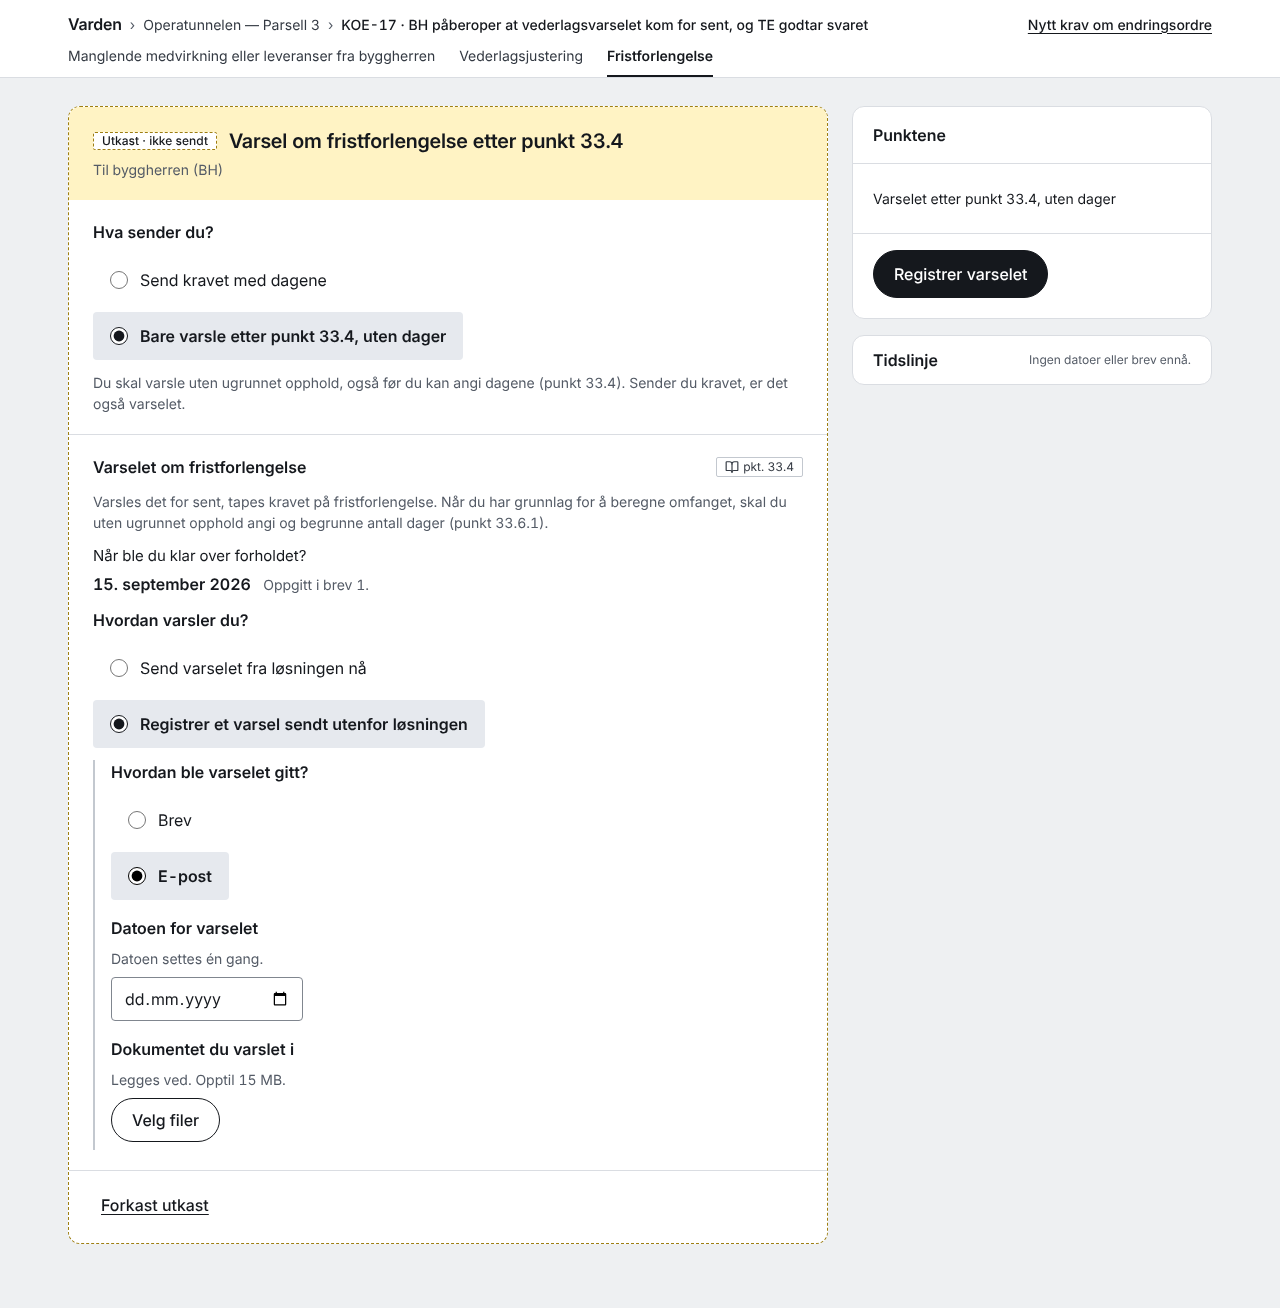 Varden › Operatunnelen — Parsell 3 › KOE-17 · BH påberoper at vederlagsvarselet kom for sent, og TE godtar svaret
Nytt krav om endringsordre
Manglende medvirkning eller leveranser fra byggherren
Vederlagsjustering
Fristforlengelse
Utkast · ikke sendt
Varsel om fristforlengelse etter punkt 33.4
Til byggherren (BH)
Hva sender du?
Send kravet med dagene
Bare varsle etter punkt 33.4, uten dager
Du skal varsle uten ugrunnet opphold, også før du kan angi dagene (punkt 33.4). Sender du kravet, er det
også varselet.
Varselet om fristforlengelse
pkt. 33.4
Varsles det for sent, tapes kravet på fristforlengelse. Når du har grunnlag for å beregne omfanget, skal du
uten ugrunnet opphold angi og begrunne antall dager (punkt 33.6.1).
Når ble du klar over forholdet?
15. september 2026 Oppgitt i brev 1.
Hvordan varsler du?
Send varselet fra løsningen nå
Registrer et varsel sendt utenfor løsningen
Hvordan ble varselet gitt?
Brev
E-post
Datoen for varselet
Datoen settes én gang.
dd.mm.yyyy
Dokumentet du varslet i
Legges ved. Opptil 15 MB.
Velg filer
Forkast utkast
Punktene
Varselet etter punkt 33.4, uten dager
Registrer varselet
Tidslinje
Ingen datoer eller brev ennå.